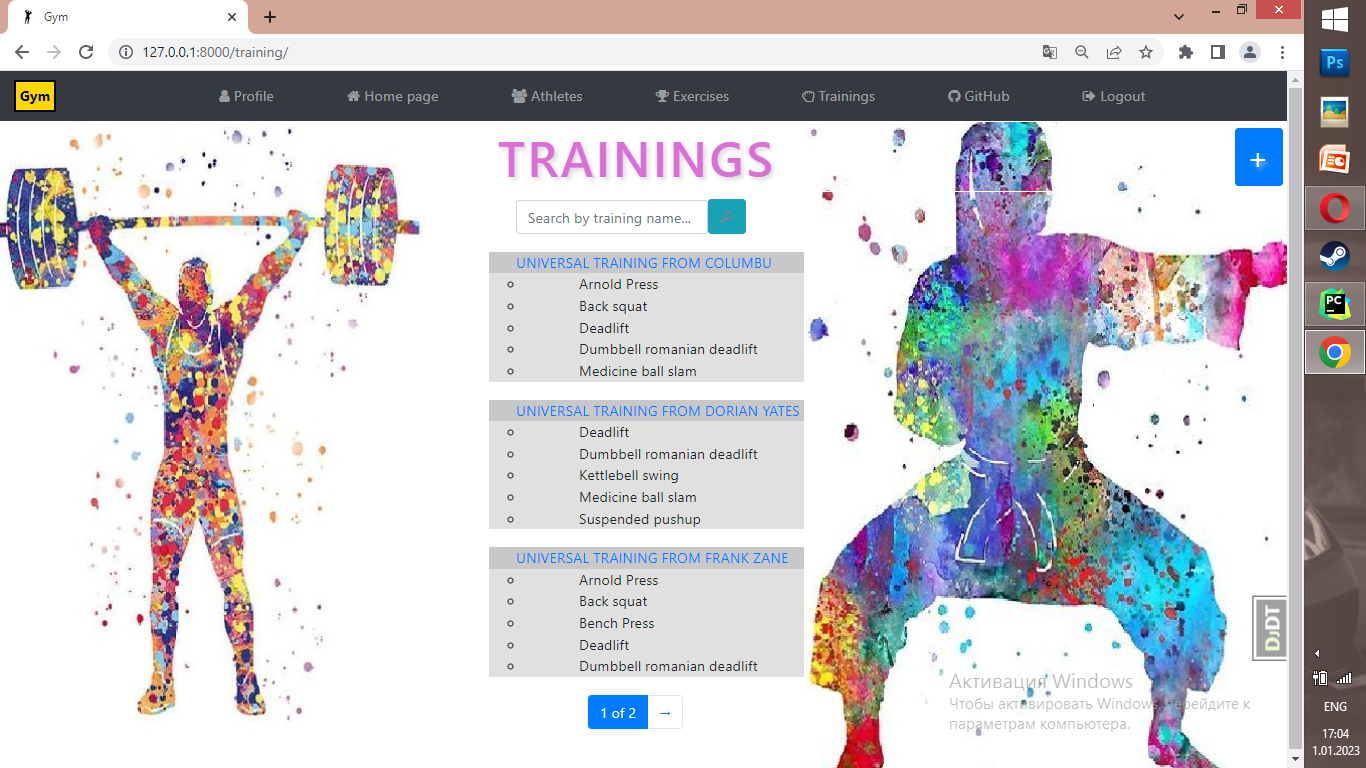 Gym
127.0.0.1:8000/training/
Gym
Profile
Home page
Athletes
Exercises
Trainings
GitHub
Logout
TRAININGS
+
Search by training name...
UNIVERSAL TRAINING FROM COLUMBU
Arnold Press
Back squat
Deadlift
Dumbbell romanian deadlift
Medicine ball slam
UNIVERSAL TRAINING FROM DORIAN YATES
Deadlift
Dumbbell romanian deadlift
Kettlebell swing
Medicine ball slam
Suspended pushup
UNIVERSAL TRAINING FROM FRANK ZANE
Arnold Press
Back squat
Bench Press
Deadlift
Dumbbell romanian deadlift
1 of 2 →
DJDT
Активация Windows
Чтобы активировать Windows, перейдите к
параметрам компьютера.
Ps
PC
ENG
17:04
1.01.2023